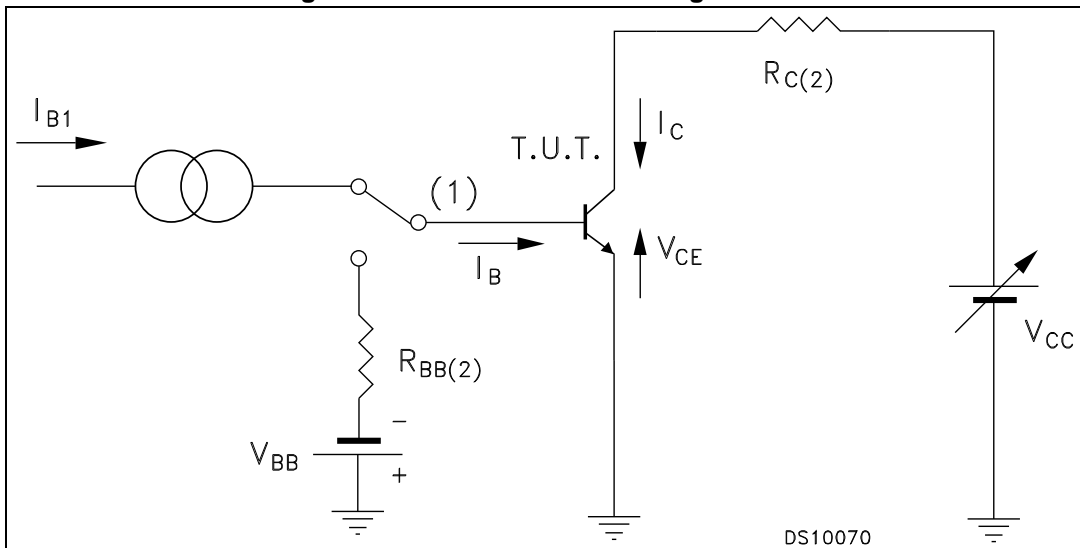 I_B1
R_C(2)
I_C
T.U.T.
(1)
V_CE
I_B
R_BB(2)
V_CC
−
V_BB
+
DS10070